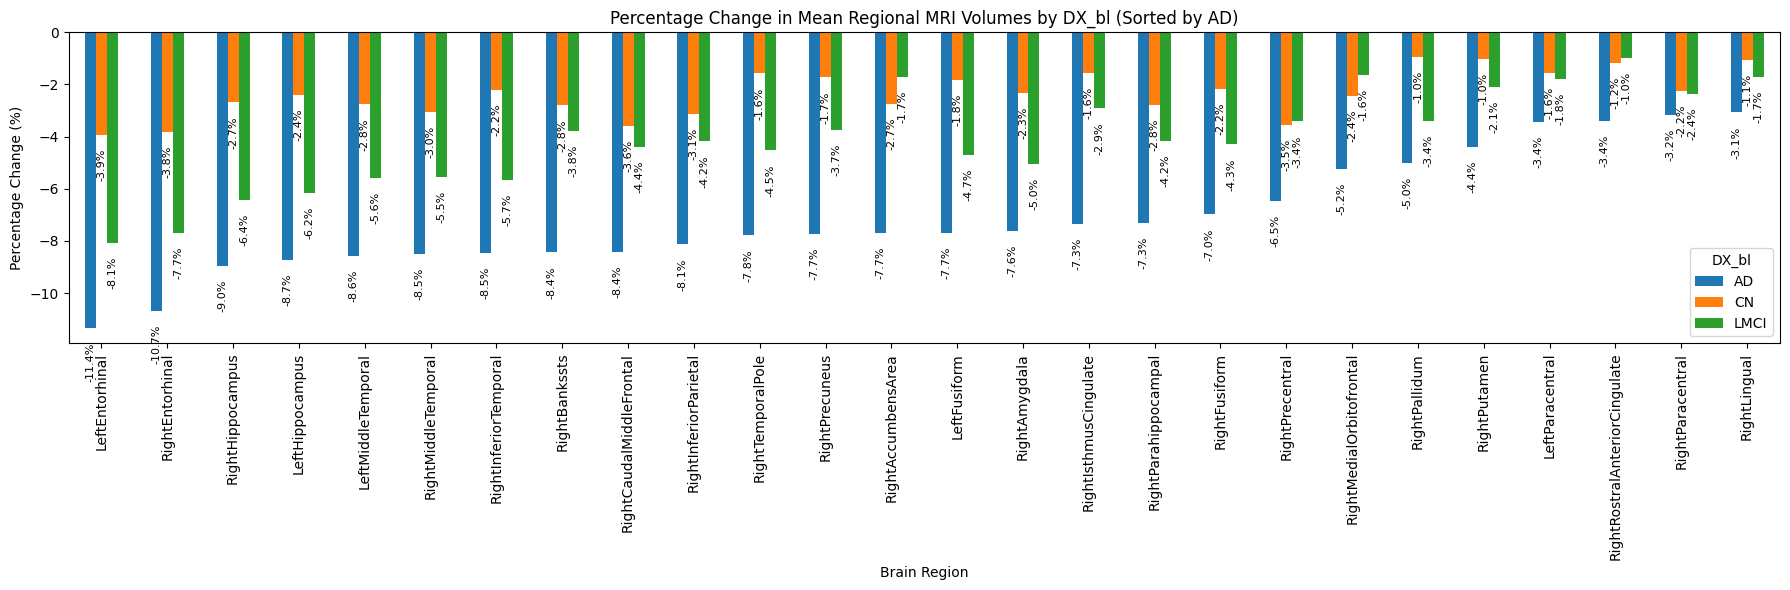 Percentage Change in Mean Regional MRI Volumes by DX_bl (Sorted by AD)
Percentage Change (%)
0
−2
−4
−6
−8
−10
-11.4%
-3.9%
-8.1%
-10.7%
-3.8%
-7.7%
-9.0%
-2.7%
-6.4%
-8.7%
-2.4%
-6.2%
-8.6%
-2.8%
-5.6%
-8.5%
-3.0%
-5.5%
-8.5%
-2.2%
-5.7%
-8.4%
-2.8%
-3.8%
-8.4%
-3.6%
-4.4%
-8.1%
-3.1%
-4.2%
-7.8%
-1.6%
-4.5%
-7.7%
-1.7%
-3.7%
-7.7%
-2.7%
-1.7%
-7.7%
-1.8%
-4.7%
-7.6%
-2.3%
-5.0%
-7.3%
-1.6%
-2.9%
-7.3%
-2.8%
-4.2%
-7.0%
-2.2%
-4.3%
-6.5%
-3.5%
-3.4%
-5.2%
-2.4%
-1.6%
-5.0%
-1.0%
-3.4%
-4.4%
-1.0%
-2.1%
-3.4%
-1.6%
-1.8%
-3.4%
-1.2%
-1.0%
-3.2%
-2.2%
-2.4%
-3.1%
-1.1%
-1.7%
DX_bl
AD
CN
LMCI
LeftEntorhinal
RightEntorhinal
RightHippocampus
LeftHippocampus
LeftMiddleTemporal
RightMiddleTemporal
RightInferiorTemporal
RightBankssts
RightCaudalMiddleFrontal
RightInferiorParietal
RightTemporalPole
RightPrecuneus
RightAccumbensArea
LeftFusiform
RightAmygdala
RightIsthmusCingulate
RightParahippocampal
RightFusiform
RightPrecentral
RightMedialOrbitofrontal
RightPallidum
RightPutamen
LeftParacentral
RightRostralAnteriorCingulate
RightParacentral
RightLingual
Brain Region